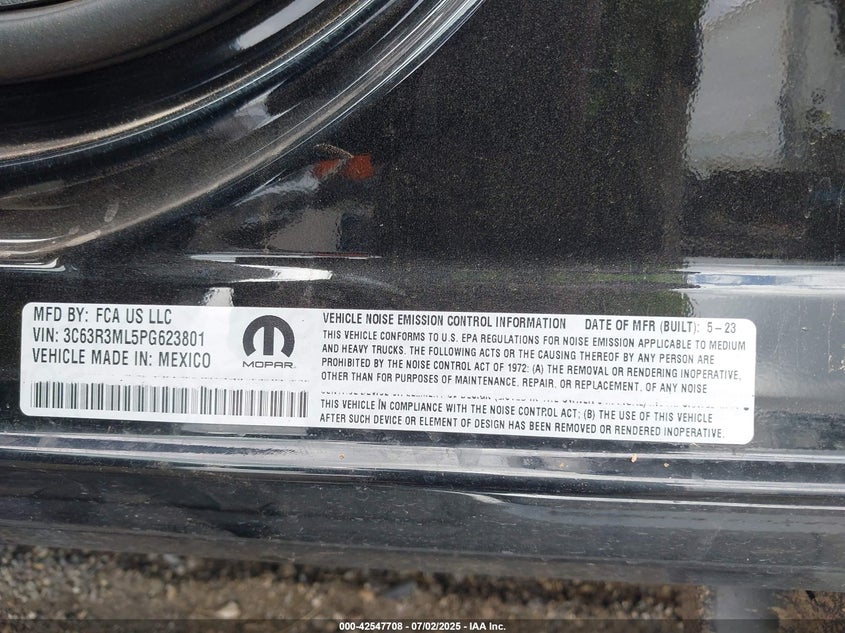 MFD BY: FCA US LLC
VIN: 3C63R3ML5PG623801
VEHICLE MADE IN: MEXICO
MOPAR
VEHICLE NOISE EMISSION CONTROL INFORMATION DATE OF MFR (BUILT): 5-23
THIS VEHICLE CONFORMS TO U.S. EPA REGULATIONS FOR NOISE EMISSION APPLICABLE TO MEDIUM
AND HEAVY TRUCKS. THE FOLLOWING ACTS OR THE CAUSING THEREOF BY ANY PERSON ARE
PROHIBITED BY THE NOISE CONTROL ACT OF 1972: (A) THE REMOVAL OR RENDERING INOPERATIVE,
OTHER THAN FOR PURPOSES OF MAINTENANCE, REPAIR, OR REPLACEMENT, OF ANY NOISE
THIS VEHICLE IN COMPLIANCE WITH THE NOISE CONTROL ACT; (B) THE USE OF THIS VEHICLE
AFTER SUCH DEVICE OR ELEMENT OF DESIGN HAS BEEN REMOVED OR RENDERED INOPERATIVE.
000-42547708 - 07/02/2025 - IAA Inc.